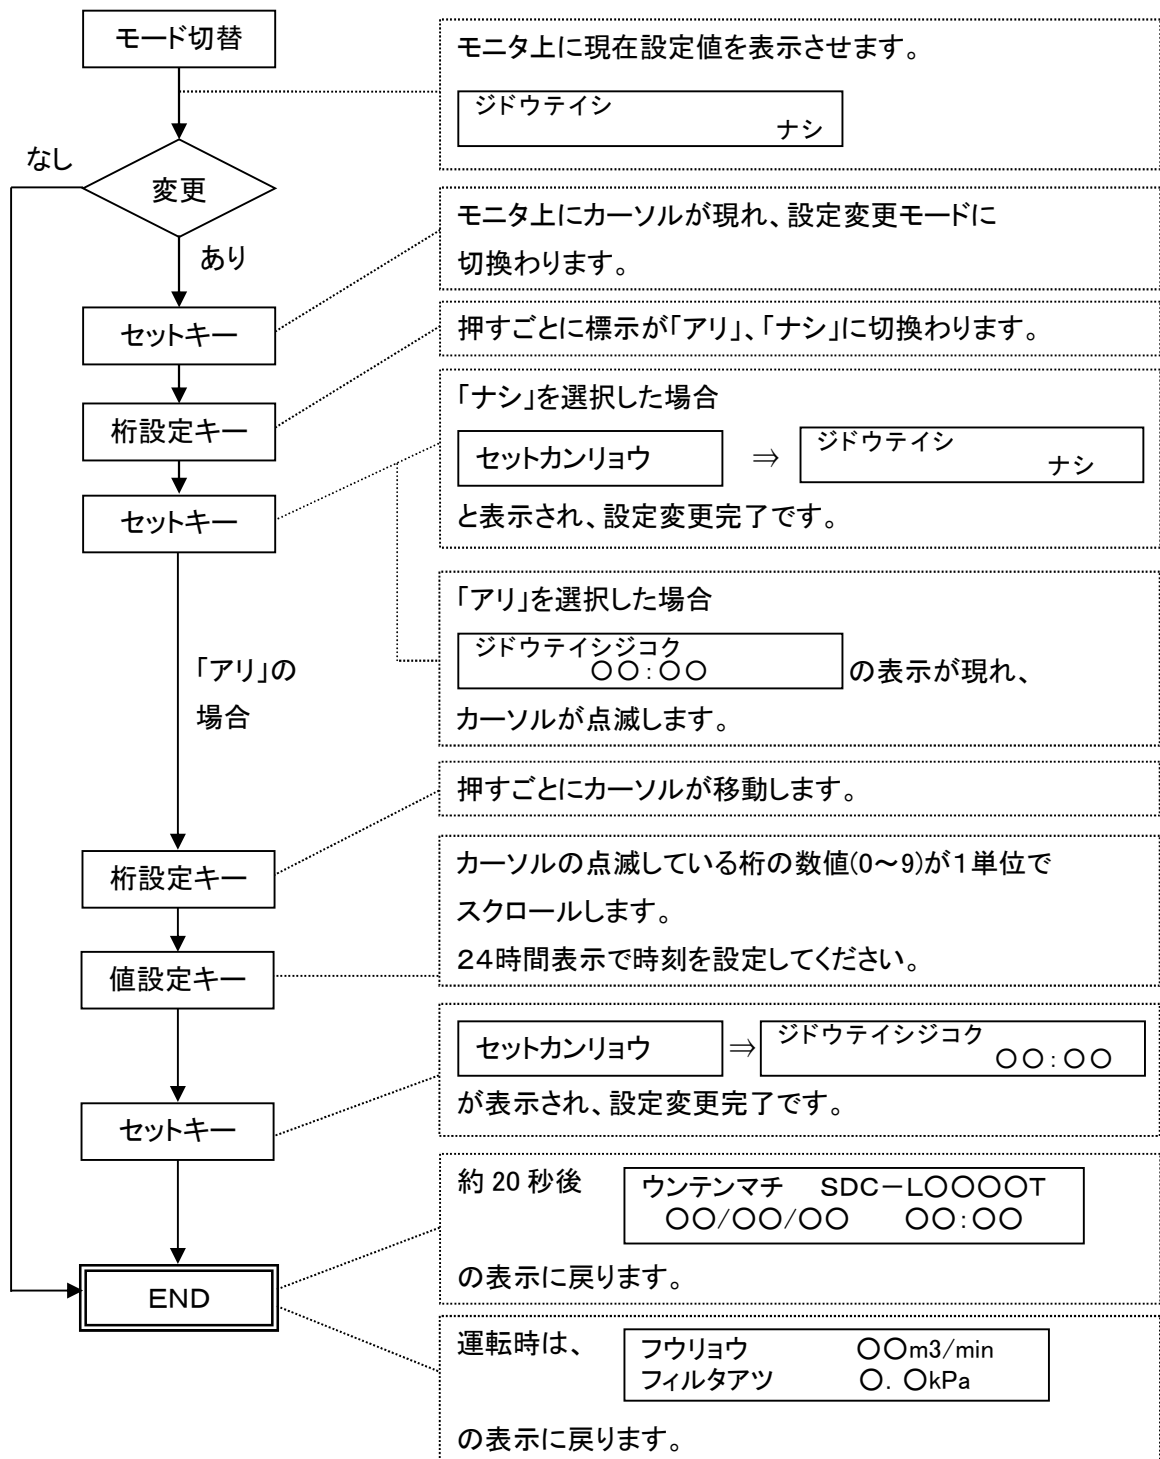 モード切替
モニタ上に現在設定値を表示させます。
ジドウテイシ
ナシ
なし
変更
あり
モニタ上にカーソルが現れ、設定変更モードに
切換わります。
セットキー
押すごとに標示が「アリ」、「ナシ」に切換わります。
桁設定キー
「ナシ」を選択した場合
セットカンリョウ ⇒ ジドウテイシ
ナシ
と表示され、設定変更完了です。
セットキー
「アリ」を選択した場合
ジドウテイシジコク
○○:○○ の表示が現れ、
カーソルが点滅します。
「アリ」の
場合
押すごとにカーソルが移動します。
桁設定キー
カーソルの点滅している桁の数値(0～9)が1単位で
スクロールします。
24時間表示で時刻を設定してください。
値設定キー
セットカンリョウ ⇒ ジドウテイシジコク
○○:○○
が表示され、設定変更完了です。
セットキー
約20秒後 ウンテンマチ SDC－L○○○○T
○○/○○/○○ ○○:○○
の表示に戻ります。
END
運転時は、 フウリョウ ○○m3/min
フィルタアツ ○．○kPa
の表示に戻ります。